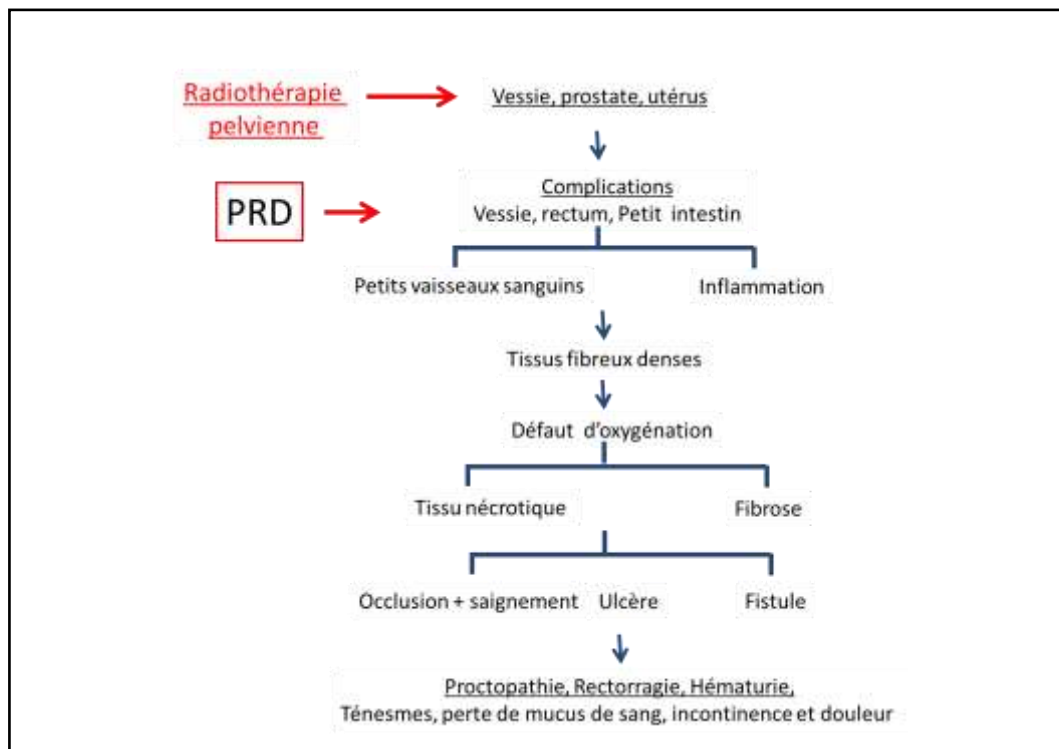 Radiothérapie
pelvienne
Vessie, prostate, utérus
PRD
Complications
Vessie, rectum, Petit intestin
Petits vaisseaux sanguins
Inflammation
Tissus fibreux denses
Défaut d'oxygénation
Tissu nécrotique
Fibrose
Occlusion + saignement
Ulcère
Fistule
Proctopathie, Rectorragie, Hématurie,
Ténesmes, perte de mucus de sang, incontinence et douleur